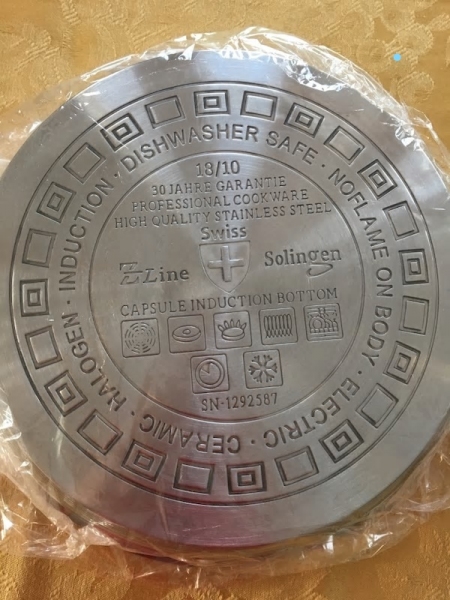 INDUCTION · DISHWASHER SAFE · NOFLAME ON BODY · ELECTRIC · CERAMIC · HALOGEN ·
18/10
30 JAHRE GARANTIE
PROFESSIONAL COOKWARE
HIGH QUALITY STAINLESS STEEL
Swiss
ZLine Solingen
CAPSULE INDUCTION BOTTOM
SN-1292587